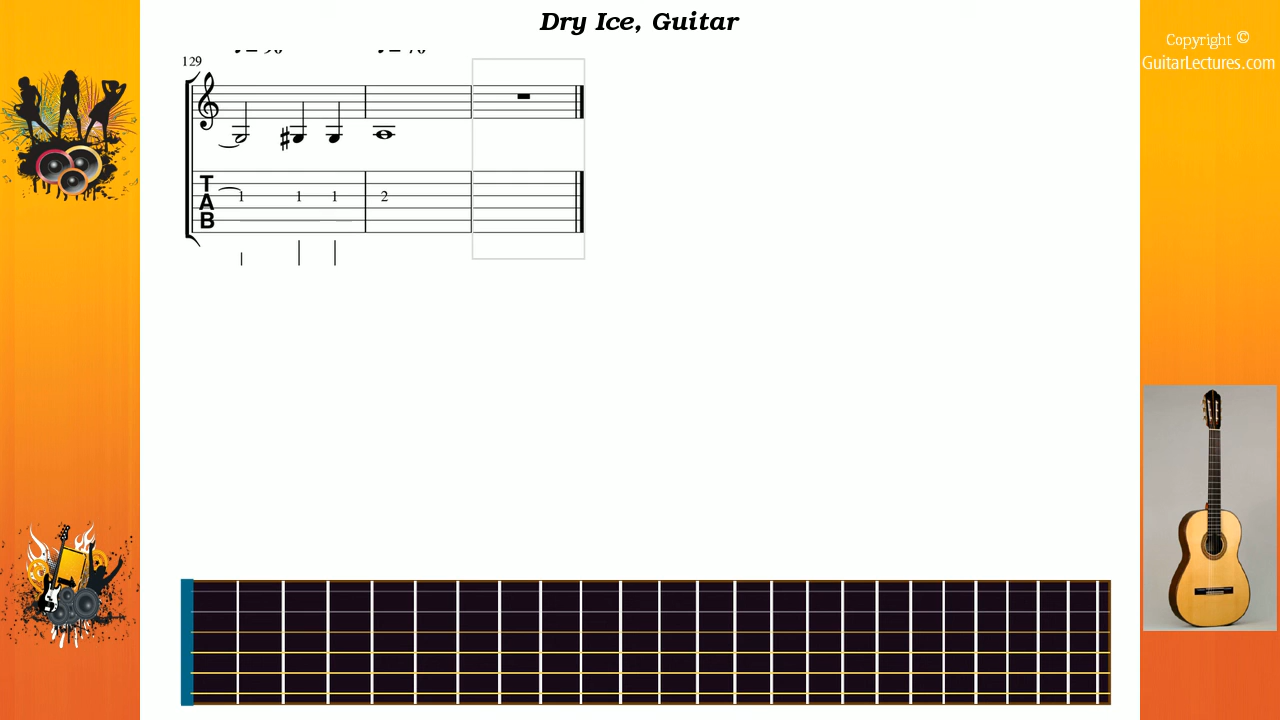 Dry Ice, Guitar
Copyright ©
GuitarLectures.com
129
T
A
B
1 1 1 2